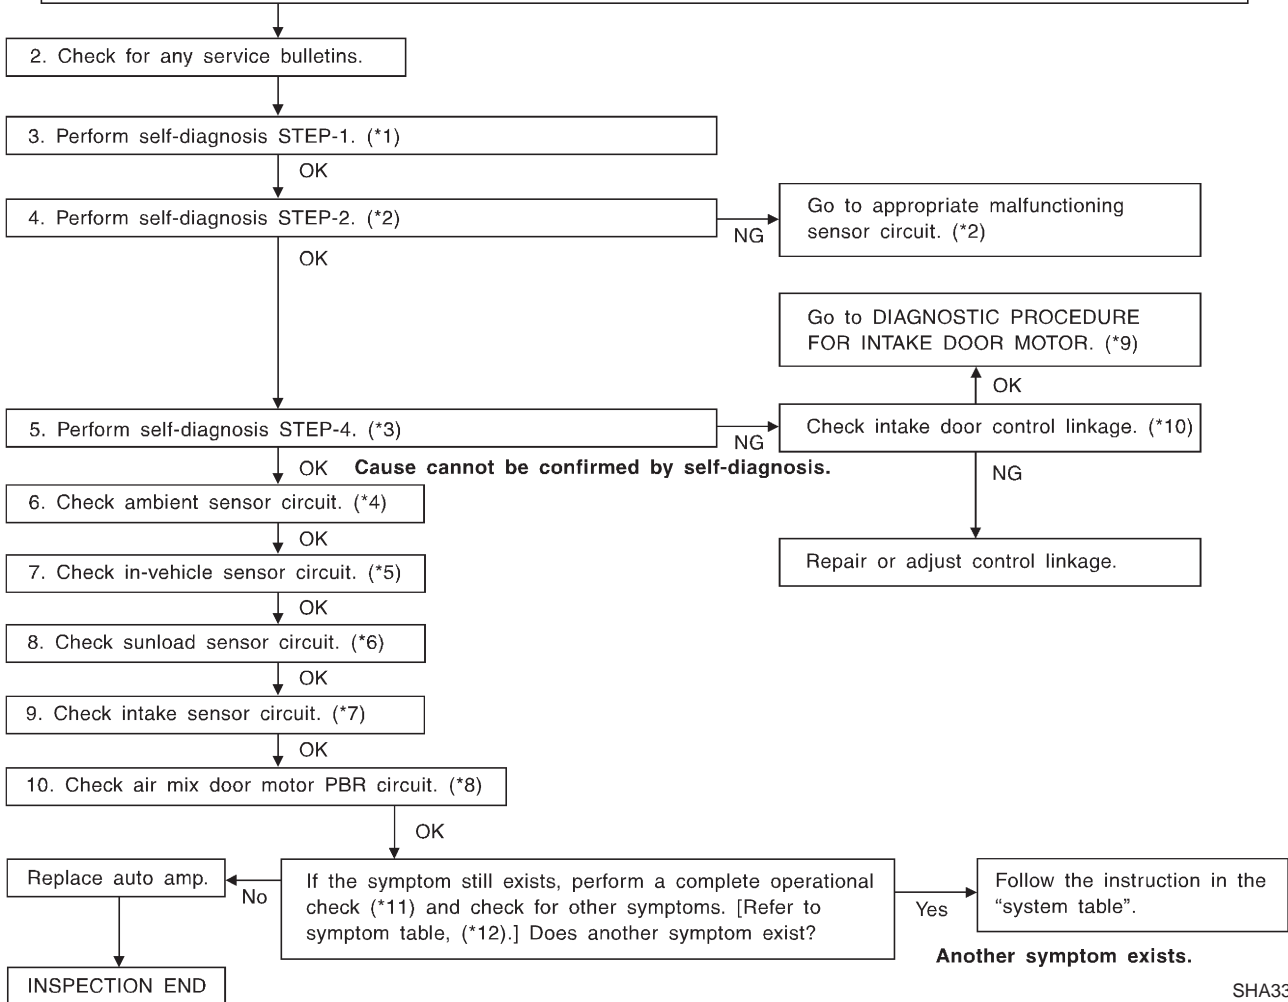 2. Check for any service bulletins.
3. Perform self-diagnosis STEP-1. (*1)
OK
4. Perform self-diagnosis STEP-2. (*2)
NG
Go to appropriate malfunctioning
sensor circuit. (*2)
OK
Go to DIAGNOSTIC PROCEDURE
FOR INTAKE DOOR MOTOR. (*9)
OK
5. Perform self-diagnosis STEP-4. (*3)
NG
Check intake door control linkage. (*10)
OK
Cause cannot be confirmed by self-diagnosis.
NG
6. Check ambient sensor circuit. (*4)
OK
Repair or adjust control linkage.
7. Check in-vehicle sensor circuit. (*5)
OK
8. Check sunload sensor circuit. (*6)
OK
9. Check intake sensor circuit. (*7)
OK
10. Check air mix door motor PBR circuit. (*8)
OK
Replace auto amp.
No
If the symptom still exists, perform a complete operational
check (*11) and check for other symptoms. [Refer to
symptom table, (*12).] Does another symptom exist?
Yes
Follow the instruction in the
“system table”.
Another symptom exists.
INSPECTION END
SHA33